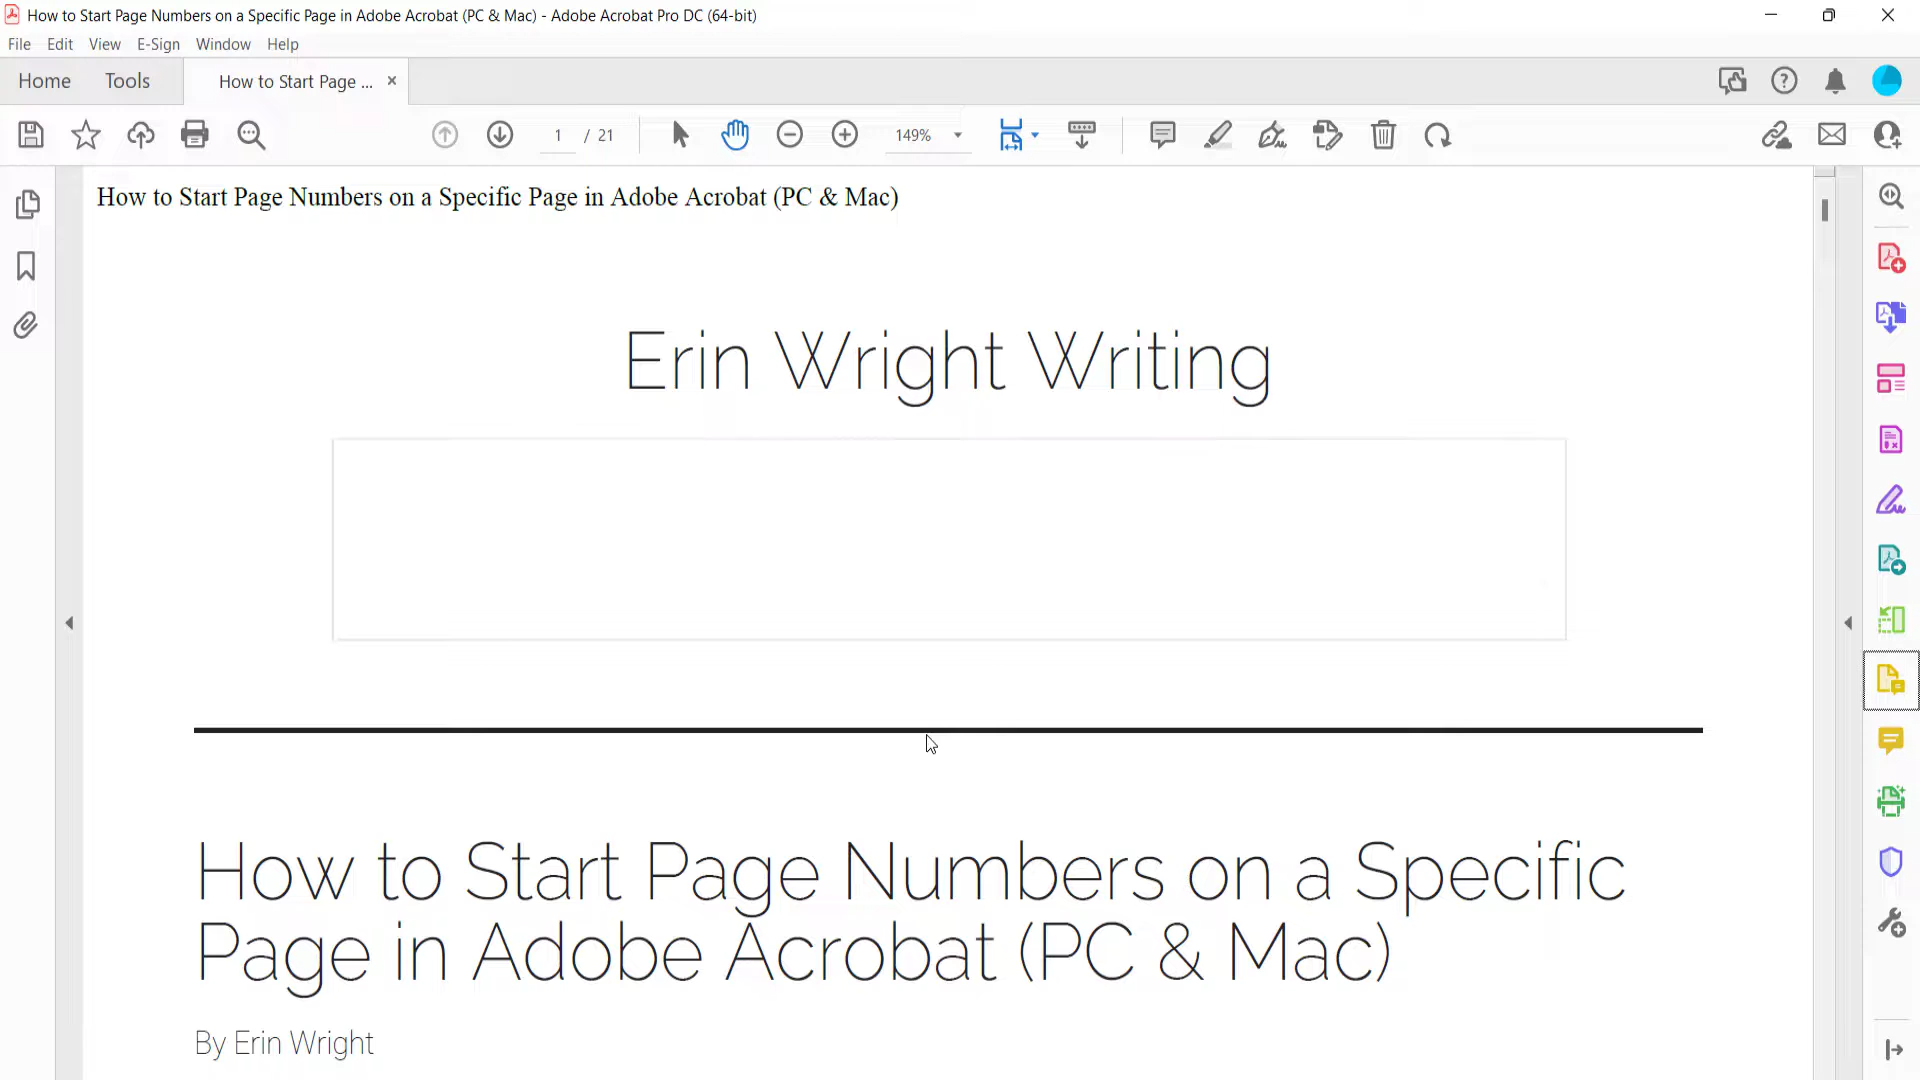 How to Start Page Numbers on a Specific Page in Adobe Acrobat (PC & Mac) - Adobe Acrobat Pro DC (64-bit)
File Edit View E-Sign Window Help
Home Tools How to Start Page ... ×
1 / 21 149%
How to Start Page Numbers on a Specific Page in Adobe Acrobat (PC & Mac)
Erin Wright Writing
How to Start Page Numbers on a Specific
Page in Adobe Acrobat (PC & Mac)
By Erin Wright